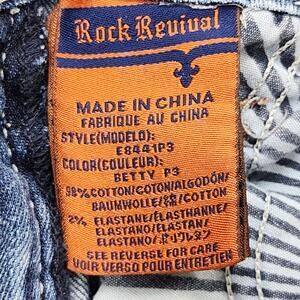 Rock Revival
MADE IN CHINA
FABRIQUE AU CHINA
STYLE(MODELO):
E8441P3
COLOR(COULEUR):
BETTY P3
98%COTTON/COTON/ALGODÓN/
BAUMWOLLE/綿/COTTON
2% ELASTANE/ÉLASTHANNE/
ELASTANO/ELASTAN/
ELASTANO/ポリウレタン
SEE REVERSE FOR CARE
VOIR VERSO POUR ENTRETIEN